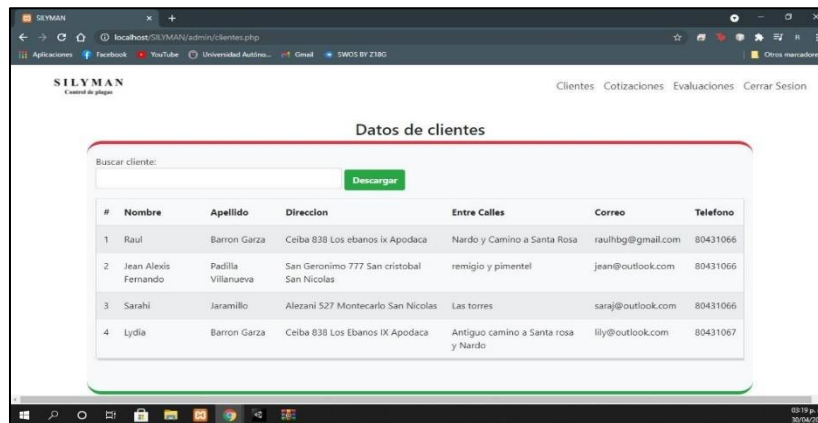 SILYMAN
localhost/SILYMAN/admin/clientes.php
Aplicaciones Facebook YouTube Universidad Autóno... Gmail SWOS BY Z18G Otros marcadores
SILYMAN
Control de plagas
Clientes Cotizaciones Evaluaciones Cerrar Sesion
Datos de clientes
Buscar cliente:
Descargar
# Nombre Apellido Direccion Entre Calles Correo Telefono
1 Raul Barron Garza Ceiba 838 Los ebanos ix Apodaca Nardo y Camino a Santa Rosa raulhbg@gmail.com 80431066
2 Jean Alexis Fernando Padilla Villanueva San Geronimo 777 San cristobal San Nicolas remigio y pimentel jean@outlook.com 80431066
3 Sarahi Jaramillo Alezani 527 Montecarlo San Nicolas Las torres saraj@outlook.com 80431066
4 Lydia Barron Garza Ceiba 838 Los Ebanos IX Apodaca Antiguo camino a Santa rosa y Nardo lily@outlook.com 80431067
03:19 p.
30/04/20